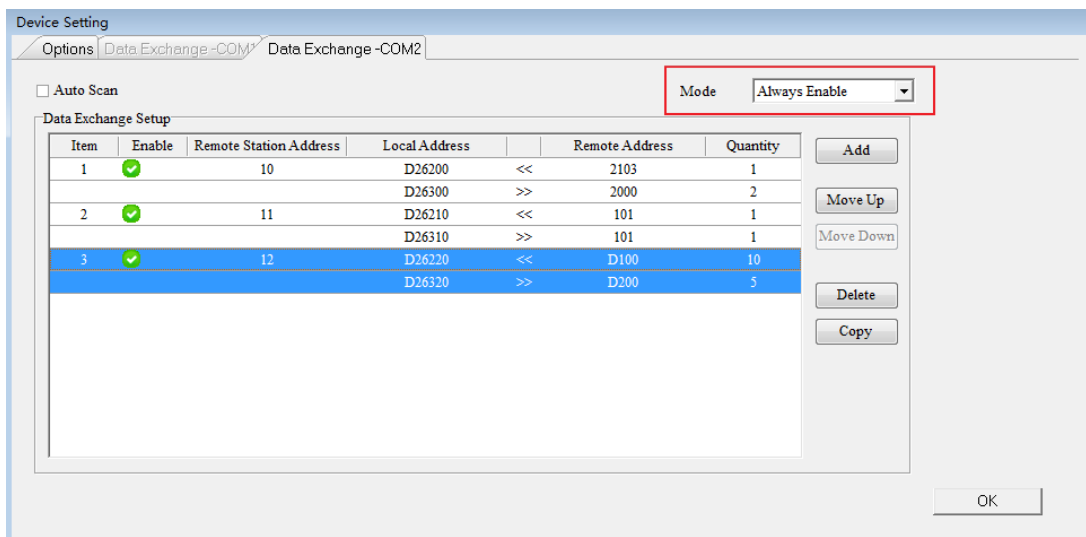 Device Setting
Options Data Exchange -COM1 Data Exchange -COM2
Auto Scan Mode Always Enable
Data Exchange Setup
Item Enable Remote Station Address Local Address Remote Address Quantity Add
1 10 D26200 << 2103 1
D26300 >> 2000 2 Move Up
2 11 D26210 << 101 1
D26310 >> 101 1 Move Down
3 12 D26220 << D100 10
D26320 >> D200 5 Delete
Copy
OK